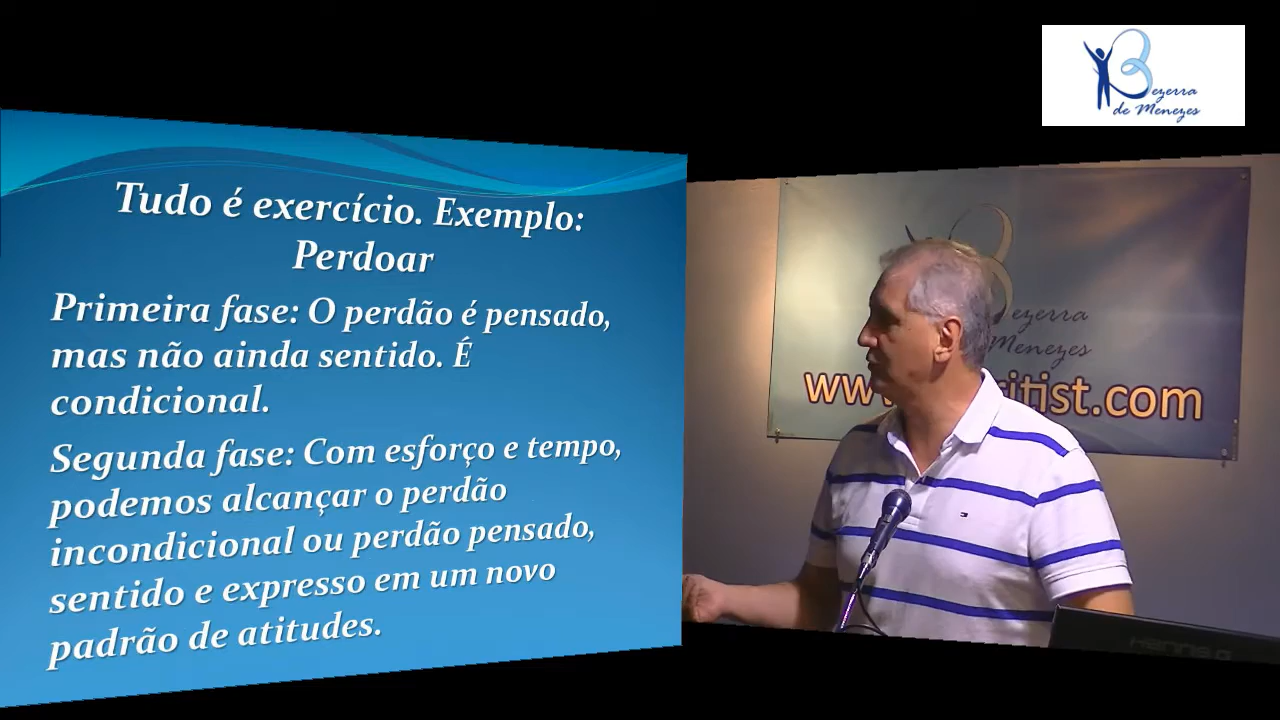 Bezerra
de Menezes
Tudo é exercício. Exemplo:
Perdoar
Primeira fase: O perdão é pensado,
mas não ainda sentido. É
condicional.
Segunda fase: Com esforço e tempo,
podemos alcançar o perdão
incondicional ou perdão pensado,
sentido e expresso em um novo
padrão de atitudes.
Bezerra
Menezes
www. ritist.com